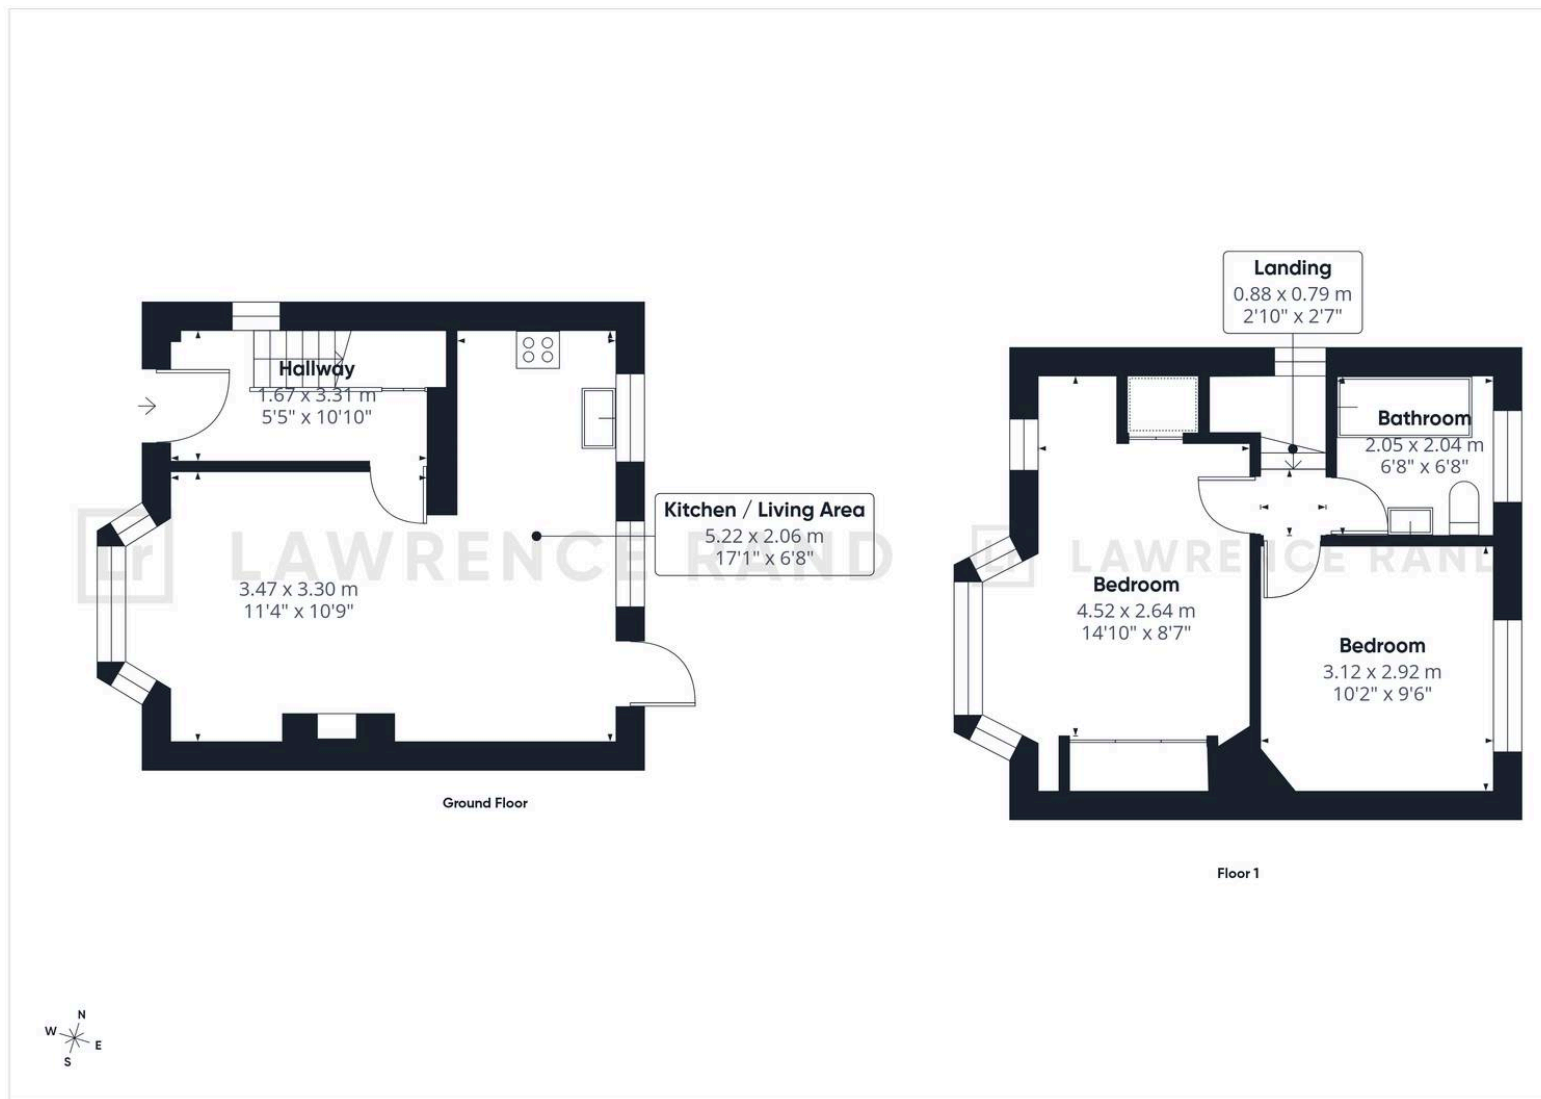 Landing
0.88 x 0.79 m
2'10" x 2'7"
Hallway
1.67 x 3.31 m
5'5" x 10'10"
Bathroom
2.05 x 2.04 m
6'8" x 6'8"
Kitchen / Living Area
5.22 x 2.06 m
17'1" x 6'8"
Lr LAWRENCE RAND
Lr LAWRENCE RAND
3.47 x 3.30 m
11'4" x 10'9"
Bedroom
4.52 x 2.64 m
14'10" x 8'7"
Bedroom
3.12 x 2.92 m
10'2" x 9'6"
Ground Floor
Floor 1
N
W
E
S